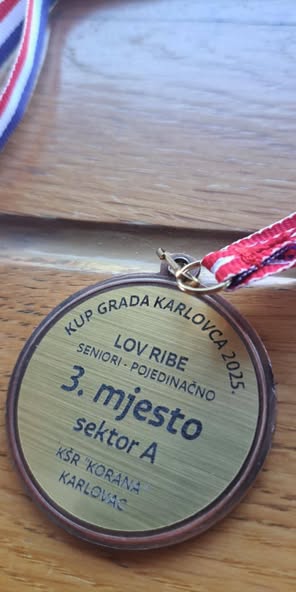 KUP GRADA KARLOVCA 2025.
LOV RIBE
SENIORI - POJEDINAČNO
3. mjesto
sektor A
KŠR "KORANA"
KARLOVAC